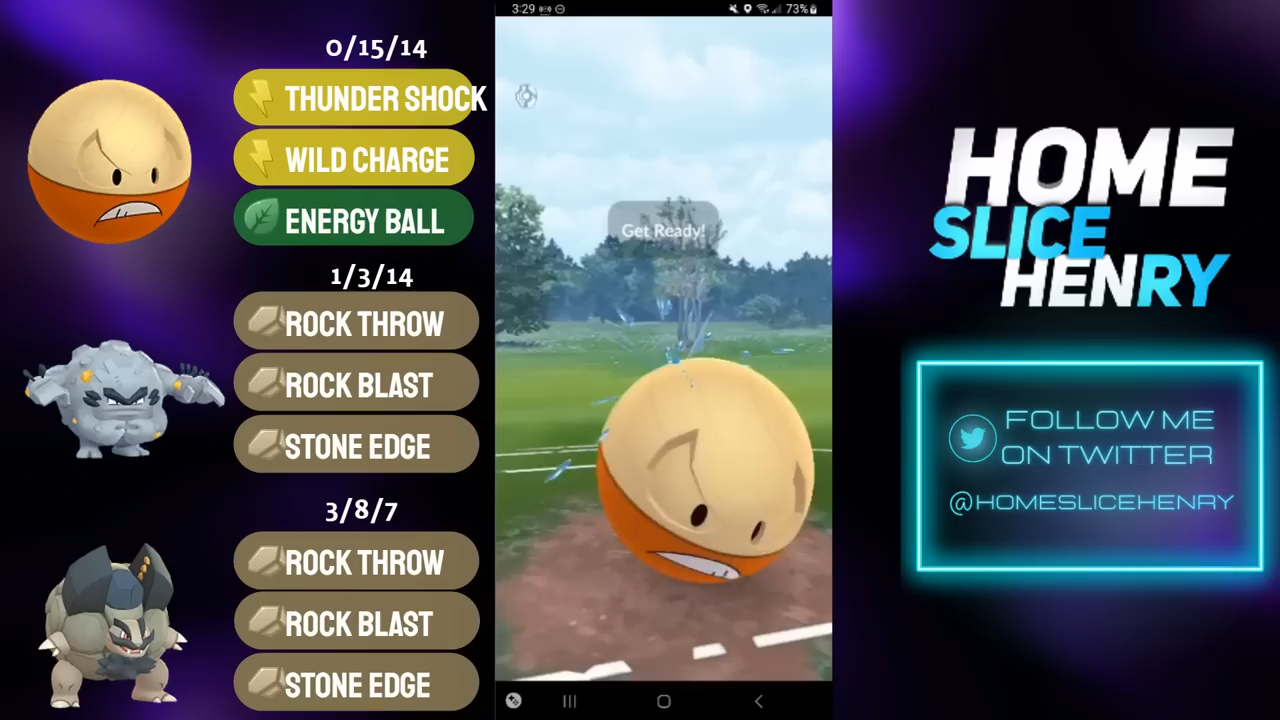 0/15/14
THUNDER SHOCK
WILD CHARGE
ENERGY BALL
1/3/14
ROCK THROW
ROCK BLAST
STONE EDGE
3/8/7
ROCK THROW
ROCK BLAST
STONE EDGE
3:29
73%
Get Ready!
HOME
SLICE
HENRY
FOLLOW ME
ON TWITTER
@HOMESLICEHENRY